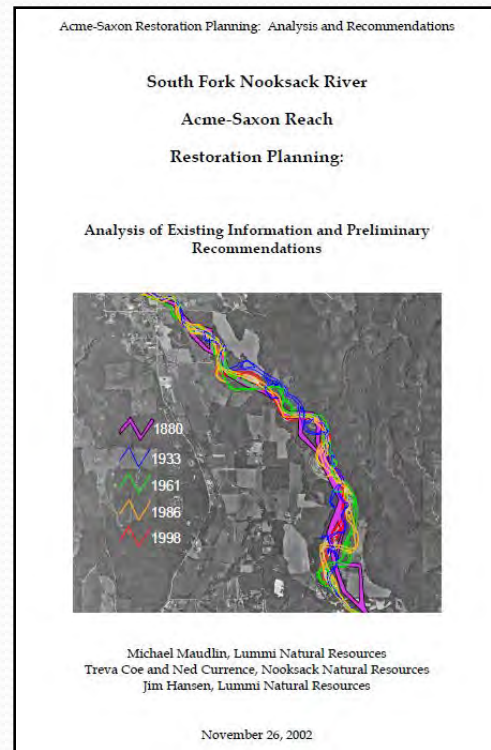 Acme-Saxon Restoration Planning: Analysis and Recommendations
South Fork Nooksack River
Acme-Saxon Reach
Restoration Planning:
Analysis of Existing Information and Preliminary
Recommendations
1880
1933
1961
1986
1998
Michael Maudlin, Lummi Natural Resources
Treva Coe and Ned Currence, Nooksack Natural Resources
Jim Hansen, Lummi Natural Resources
November 26, 2002